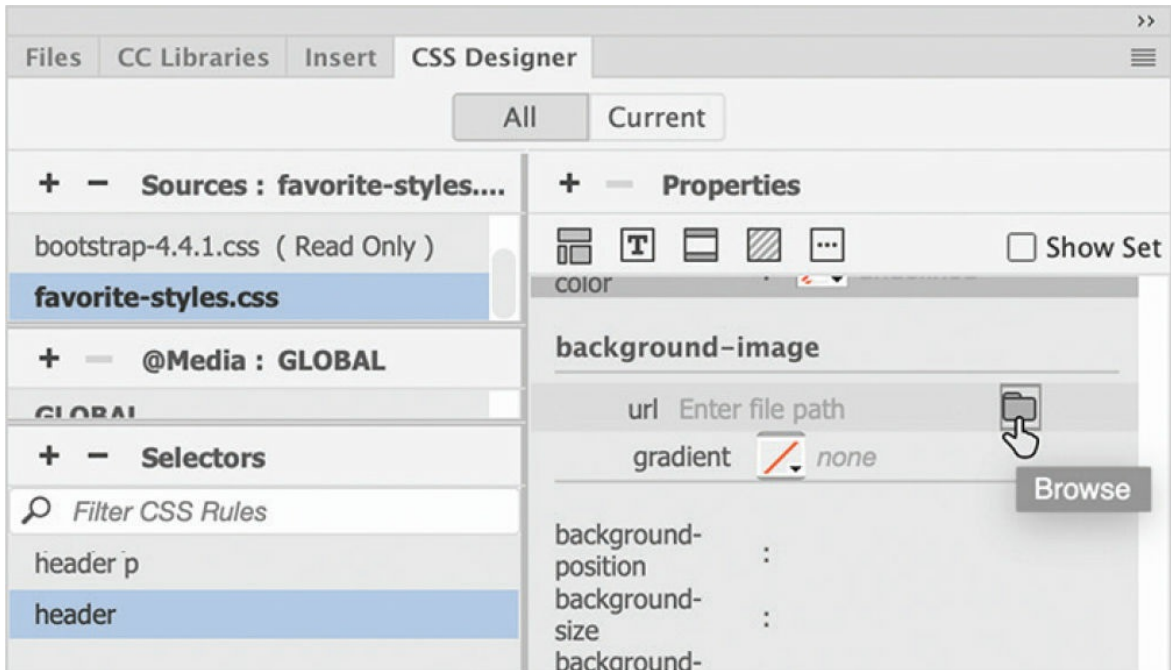 >>
Files CC Libraries Insert CSS Designer
All Current
+ − Sources : favorite-styles....
bootstrap-4.4.1.css ( Read Only )
favorite-styles.css
+ − @Media : GLOBAL
GLOBAL
+ − Selectors
Filter CSS Rules
header p
header
+ − Properties
T ... Show Set
color :
background-image
url Enter file path
gradient none
Browse
background-
position :
background-
size :
background-